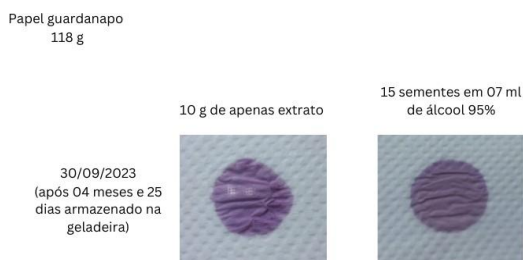 Papel guardanapo
118 g
10 g de apenas extrato
15 sementes em 07 ml
de álcool 95%
30/09/2023
(após 04 meses e 25
dias armazenado na
geladeira)